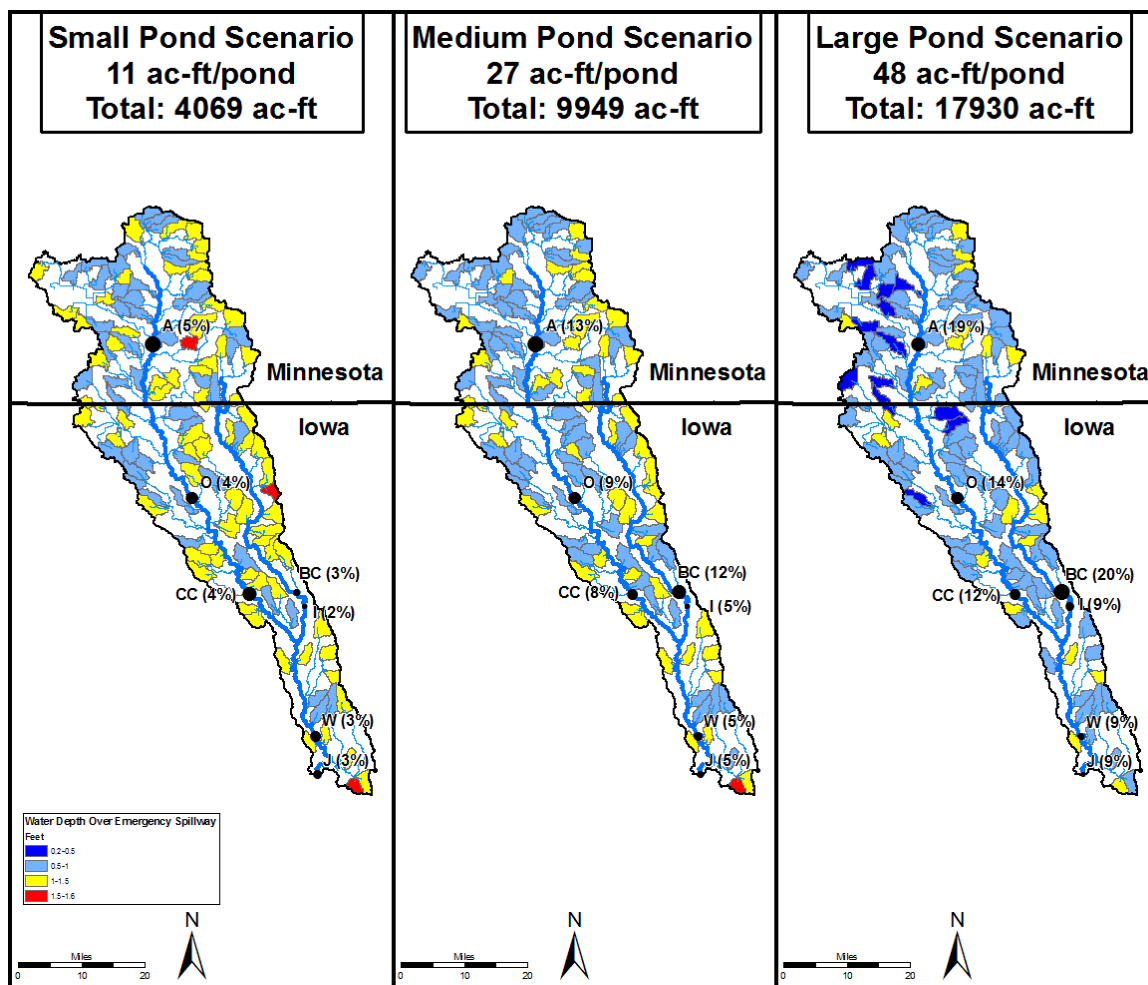 Small Pond Scenario
11 ac-ft/pond
Total: 4069 ac-ft
Medium Pond Scenario
27 ac-ft/pond
Total: 9949 ac-ft
Large Pond Scenario
48 ac-ft/pond
Total: 17930 ac-ft
A (5%)
Minnesota
Iowa
O (4%)
BC (3%)
CC (4%)
I (2%)
W (3%)
J (3%)
A (13%)
Minnesota
Iowa
O (9%)
BC (12%)
CC (8%)
I (5%)
W (5%)
J (5%)
A (19%)
Minnesota
Iowa
O (14%)
BC (20%)
CC (12%)
I (9%)
W (9%)
J (9%)
Water Depth Over Emergency Spillway
Feet
0.2-0.5
0.5-1
1-1.5
1.5-1.6
N
Miles
0 10 20
N
Miles
0 10 20
N
Miles
0 10 20